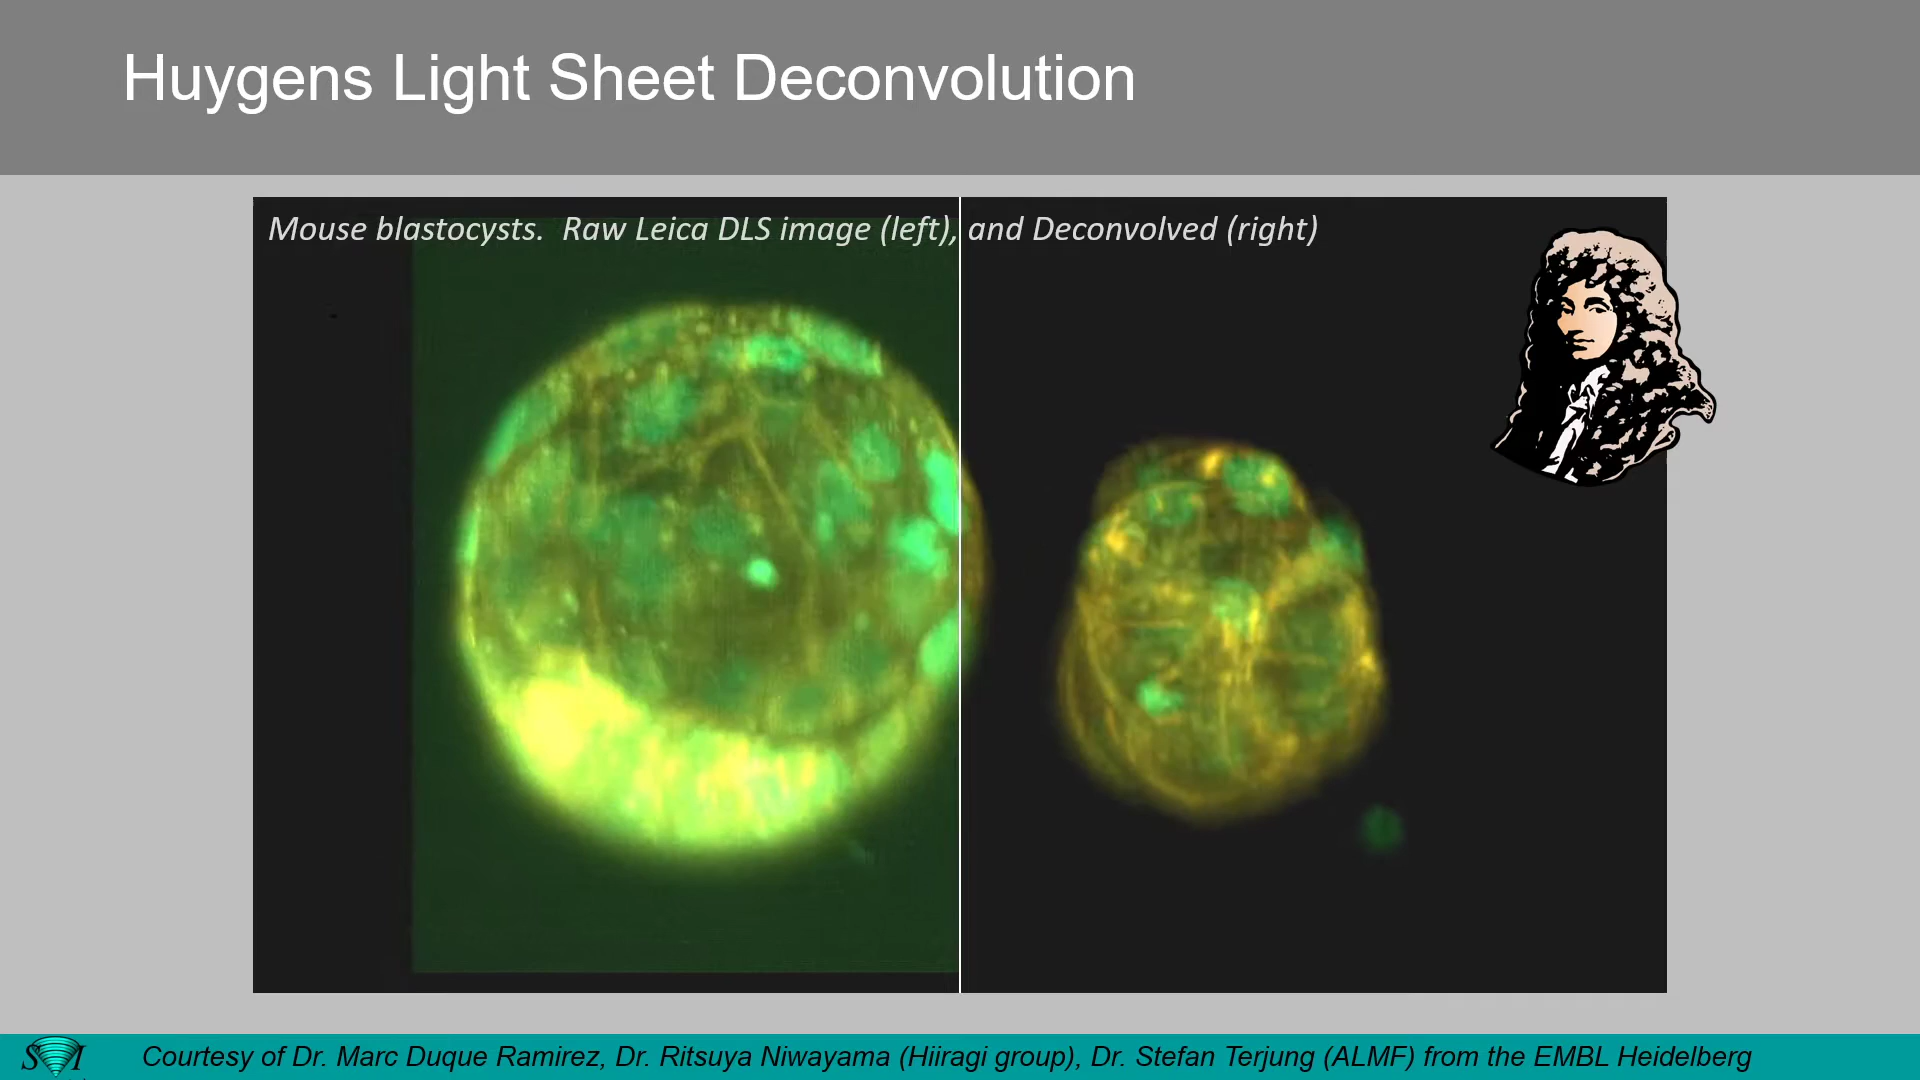 Huygens Light Sheet Deconvolution
Mouse blastocysts. Raw Leica DLS image (left), and Deconvolved (right)
SVI Courtesy of Dr. Marc Duque Ramirez, Dr. Ritsuya Niwayama (Hiiragi group), Dr. Stefan Terjung (ALMF) from the EMBL Heidelberg